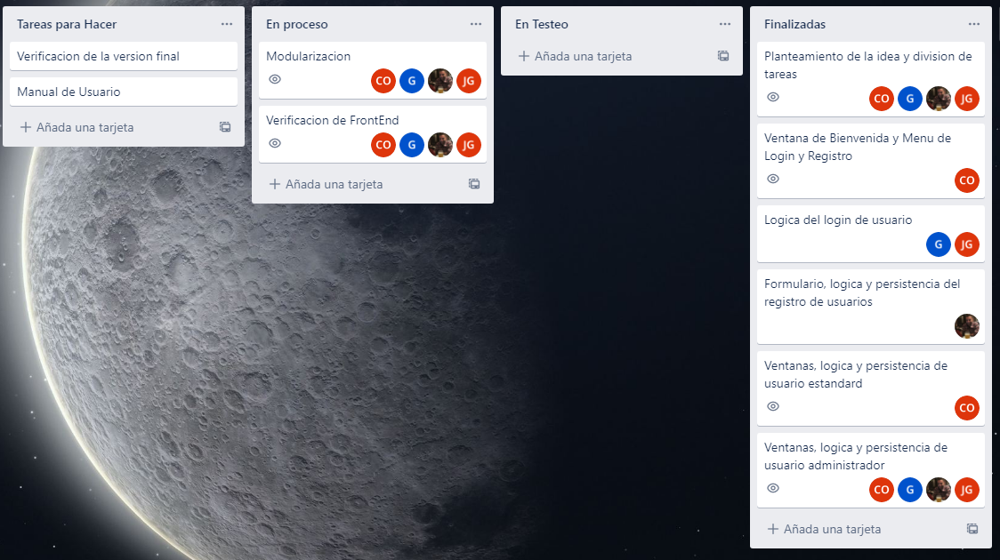 Tareas para Hacer
Verificacion de la version final
Manual de Usuario
Añada una tarjeta
En proceso
Modularizacion
CO G JG
Verificacion de FrontEnd
CO G JG
Añada una tarjeta
En Testeo
Añada una tarjeta
Finalizadas
Planteamiento de la idea y division de
tareas
CO G JG
Ventana de Bienvenida y Menu de
Login y Registro
CO
Logica del login de usuario
G JG
Formulario, logica y persistencia del
registro de usuarios
Ventanas, logica y persistencia de
usuario estandard
CO
Ventanas, logica y persistencia de
usuario administrador
CO G JG
Añada una tarjeta